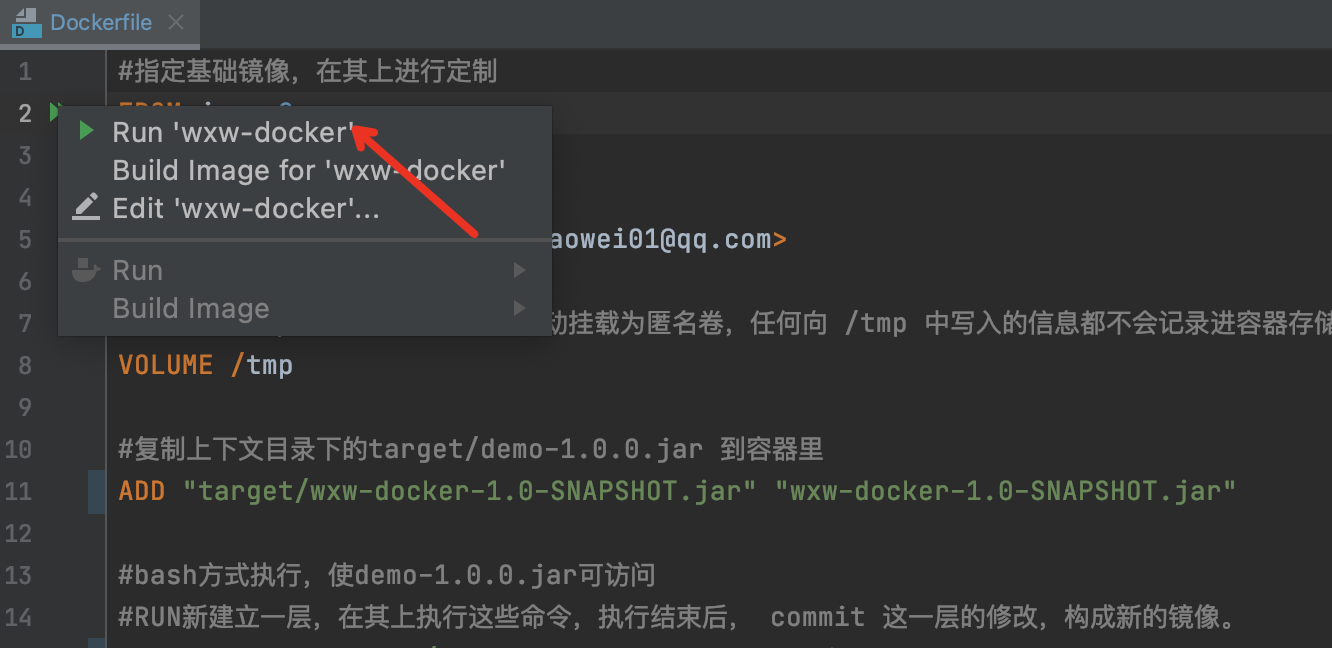 Dockerfile
1 #指定基础镜像，在其上进行定制
2
Run 'wxw-docker'
3
Build Image for 'wxw-docker'
4
Edit 'wxw-docker'...
5 aowei01@qq.com>
6
Run
7 动挂载为匿名卷，任何向 /tmp 中写入的信息都不会记录进容器存储
Build Image
8 VOLUME /tmp
9
10 #复制上下文目录下的target/demo-1.0.0.jar 到容器里
11 ADD "target/wxw-docker-1.0-SNAPSHOT.jar" "wxw-docker-1.0-SNAPSHOT.jar"
12
13 #bash方式执行，使demo-1.0.0.jar可访问
14 #RUN新建立一层，在其上执行这些命令，执行结束后， commit 这一层的修改，构成新的镜像。